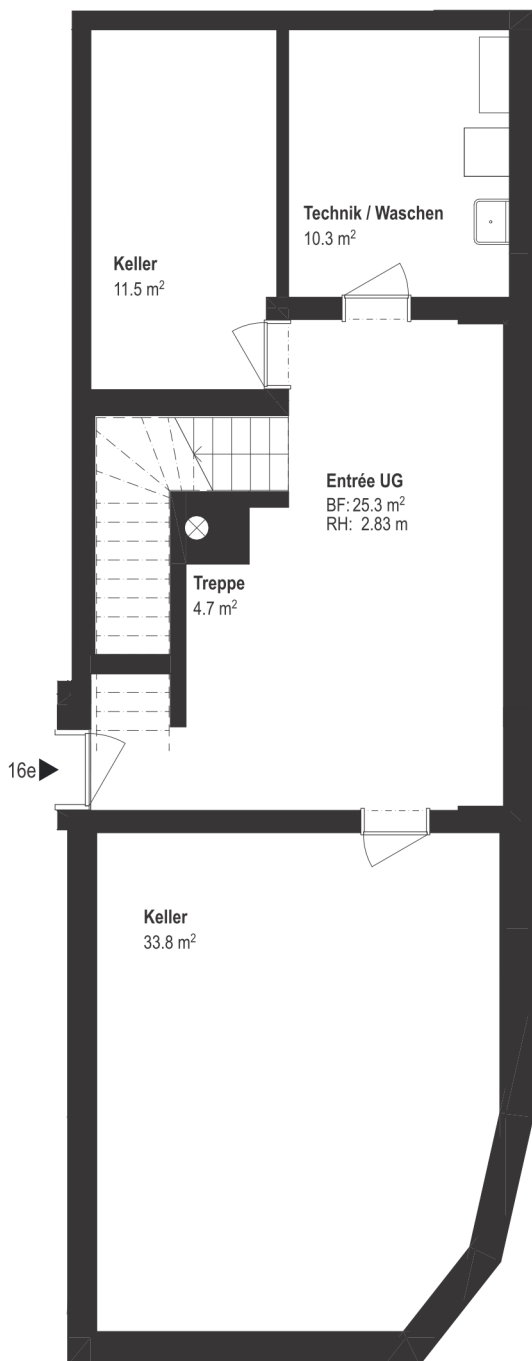 Technik / Waschen
10.3 m²
Keller
11.5 m²
Entrée UG
BF: 25.3 m²
RH: 2.83 m
Treppe
4.7 m²
16e
Keller
33.8 m²